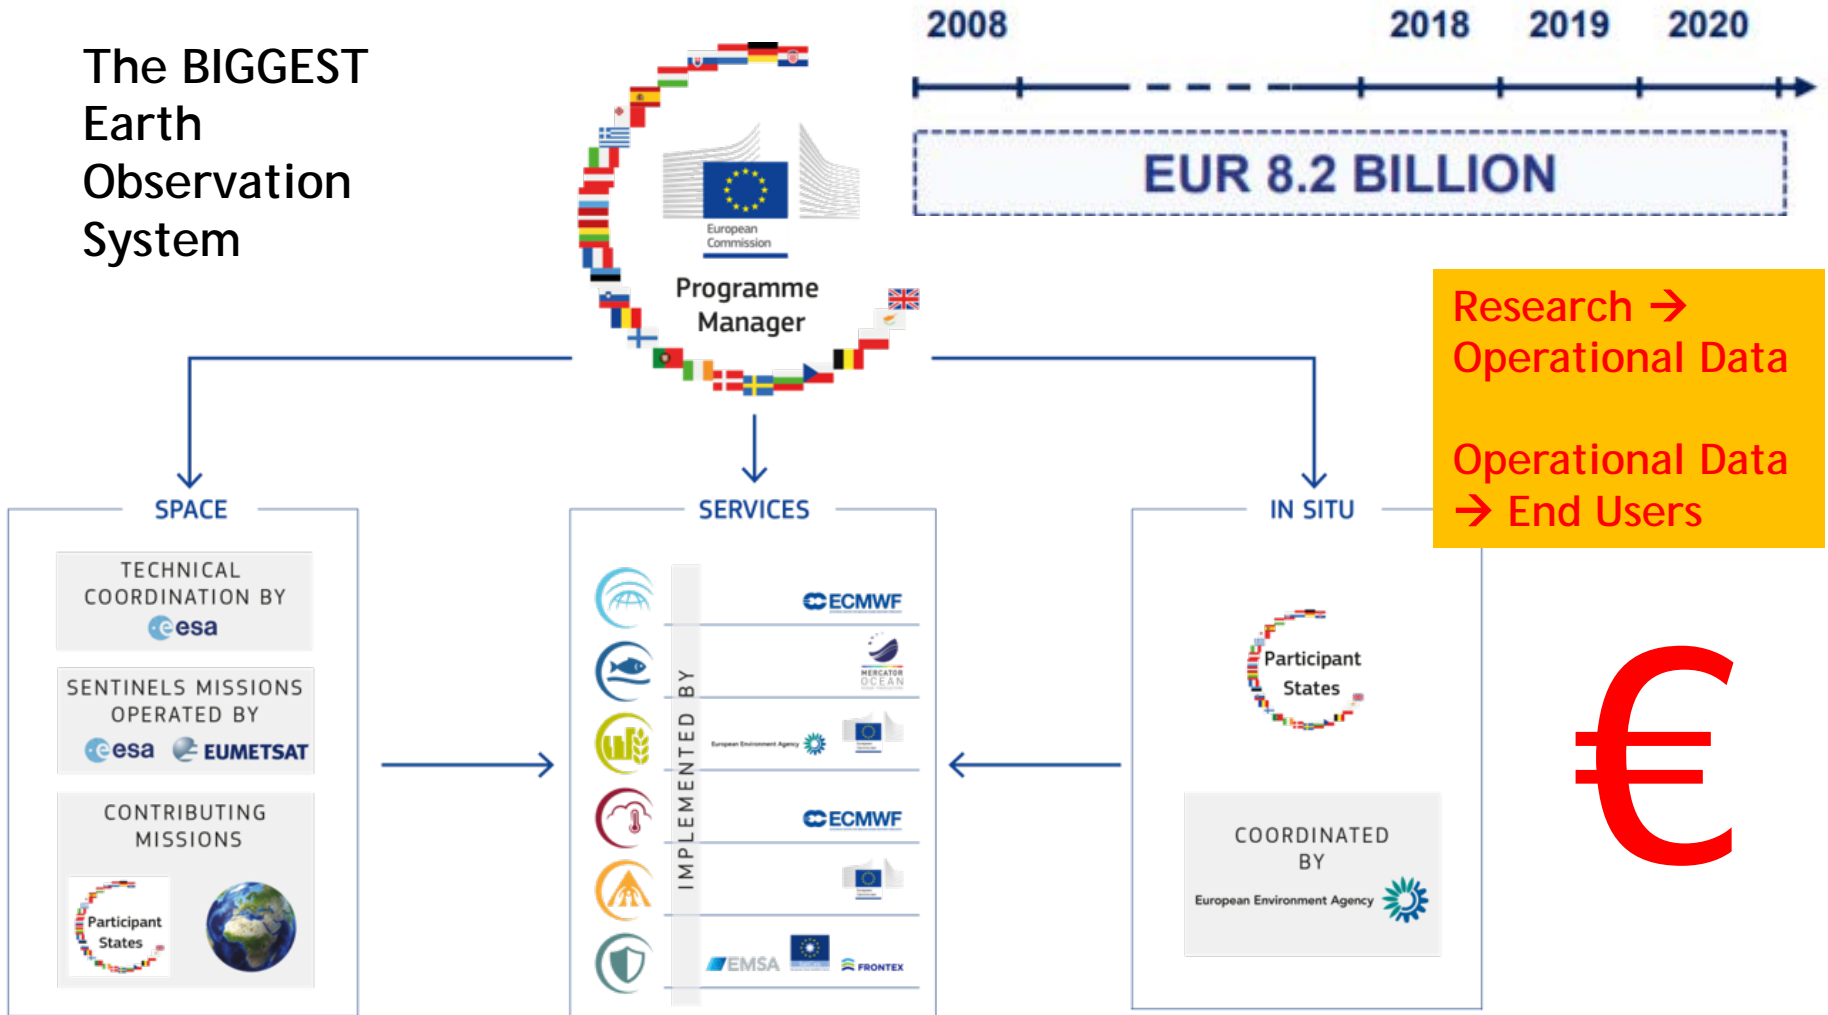 The BIGGEST
Earth
Observation
System
2008 2018 2019 2020
EUR 8.2 BILLION
European
Commission
Programme
Manager
Research →
Operational Data
Operational Data
→ End Users
SPACE
TECHNICAL
COORDINATION BY
esa
SENTINELS MISSIONS
OPERATED BY
esa EUMETSAT
CONTRIBUTING
MISSIONS
Participant
States
SERVICES
IMPLEMENTED BY
ECMWF
MERCATOR
OCEAN
European Environment Agency
ECMWF
EMSA FRONTEX
IN SITU
Participant
States
COORDINATED
BY
European Environment Agency
€